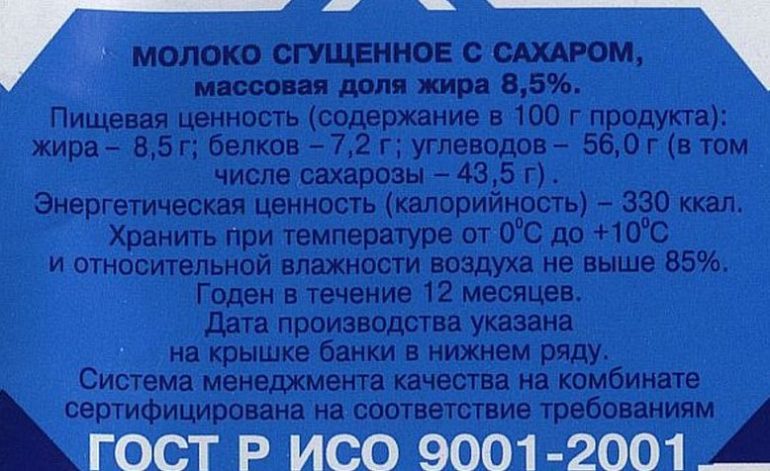 МОЛОКО СГУЩЕННОЕ С САХАРОМ,
массовая доля жира 8,5%.
Пищевая ценность (содержание в 100 г продукта):
жира – 8,5 г; белков – 7,2 г; углеводов – 56,0 г (в том
числе сахарозы – 43,5 г).
Энергетическая ценность (калорийность) – 330 ккал.
Хранить при температуре от 0°С до +10°С
и относительной влажности воздуха не выше 85%.
Годен в течение 12 месяцев.
Дата производства указана
на крышке банки в нижнем ряду.
Система менеджмента качества на комбинате
сертифицирована на соответствие требованиям
ГОСТ Р ИСО 9001-2001